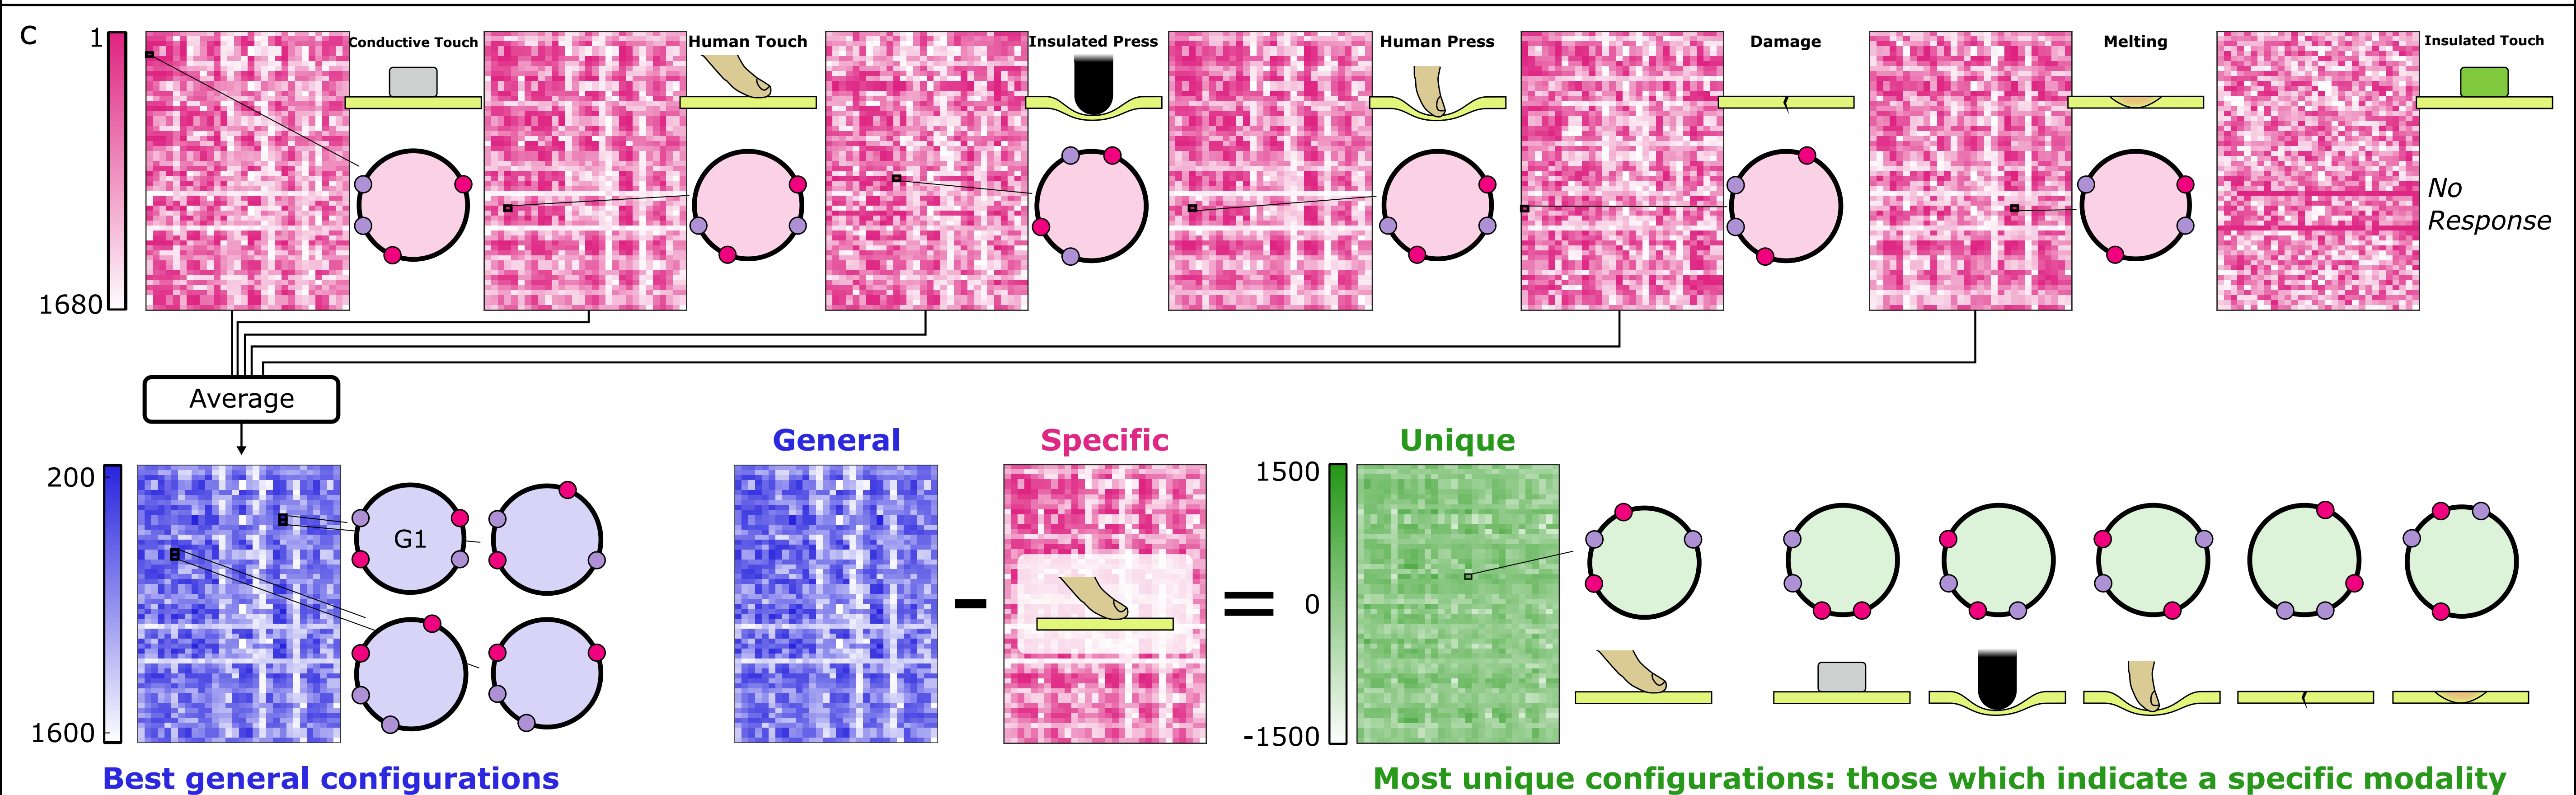 C
1
1680
Conductive Touch
Human Touch
Insulated Press
Human Press
Damage
Melting
Insulated Touch
No
Response
Average
200
1600
G1
Best general configurations
General
Specific
Unique
1500
0
-1500
Most unique configurations: those which indicate a specific modality